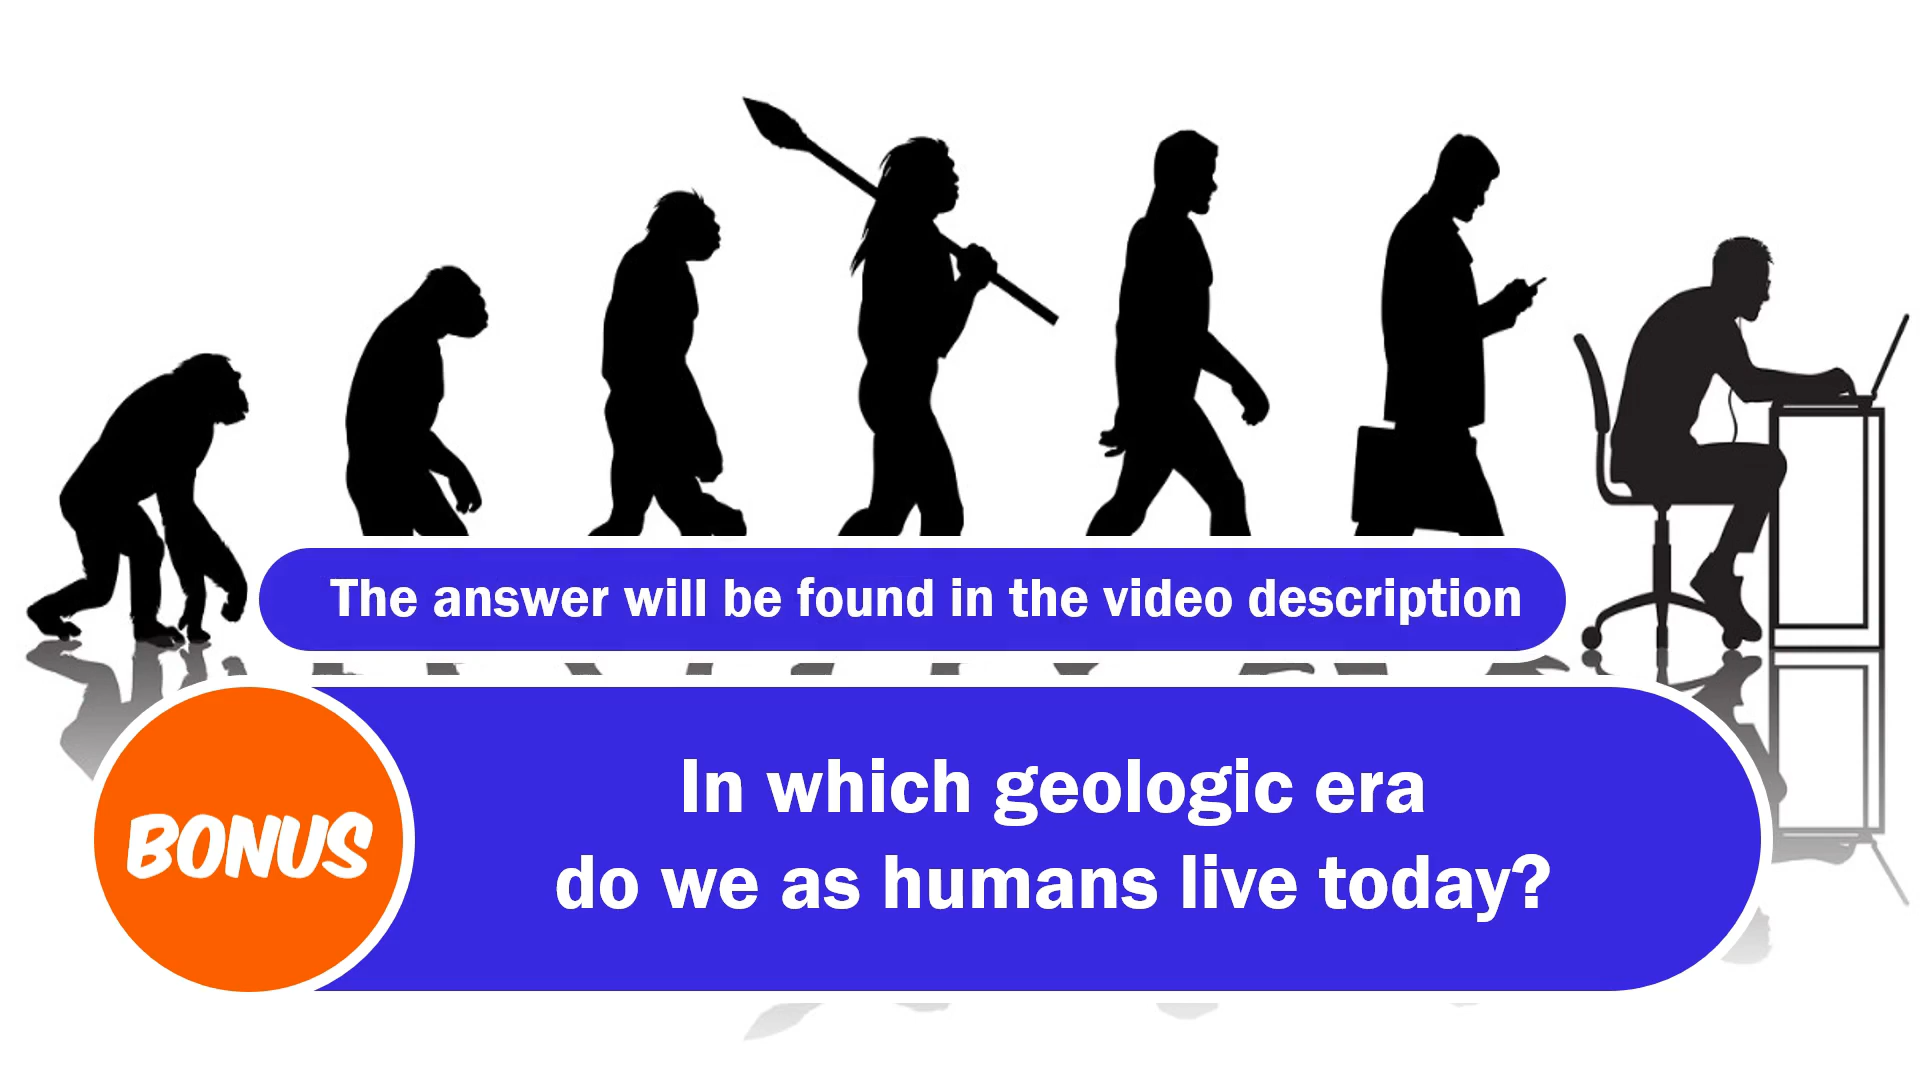 The answer will be found in the video description
BONUS
In which geologic era
do we as humans live today?